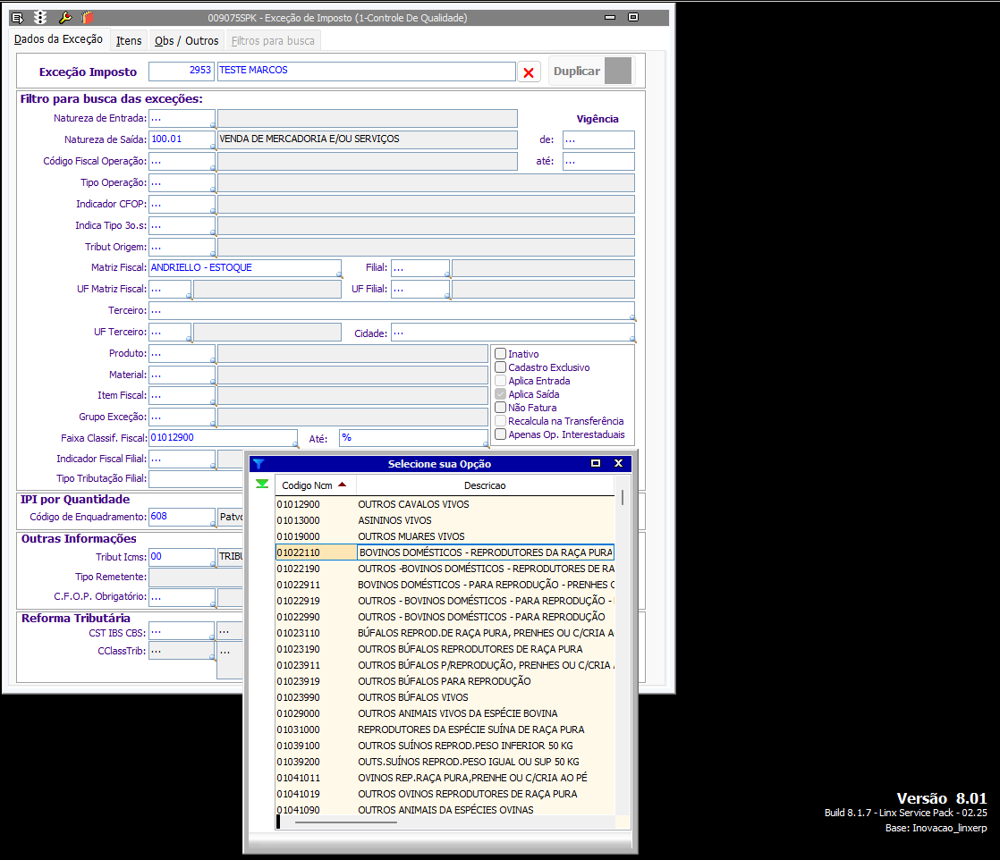 009075SPK - Exceção de Imposto (1-Controle De Qualidade)
Dados da Exceção Itens Obs / Outros Filtros para busca
Exceção Imposto 2953 TESTE MARCOS Duplicar
Filtro para busca das exceções:
Natureza de Entrada: ... Vigência
Natureza de Saída: 100.01 VENDA DE MERCADORIA E/OU SERVIÇOS de: ...
Código Fiscal Operação: ... até: ...
Tipo Operação: ...
Indicador CFOP: ...
Indica Tipo 3o.s: ...
Tribut Origem: ...
Matriz Fiscal: ANDRIELLO - ESTOQUE Filial: ...
UF Matriz Fiscal: ... UF Filial: ...
Terceiro: ...
UF Terceiro: ... Cidade: ...
Produto: ... Inativo
Cadastro Exclusivo
Material: ... Aplica Entrada
Item Fiscal: ... Aplica Saída
Não Fatura
Grupo Exceção: ... Recalcula na Transferência
Faixa Classif. Fiscal: 01012900 Até: % Apenas Op. Interestaduais
Indicador Fiscal Filial: ...
Tipo Tributação Filial:
IPI por Quantidade
Código de Enquadramento: 608
Outras Informações
Tribut Icms: 00
Tipo Remetente:
C.F.O.P. Obrigatório: ...
Reforma Tributária
CST IBS CBS: ... ...
CClassTrib: ... ...
Selecione sua Opção
Codigo Ncm Descricao
01012900 OUTROS CAVALOS VIVOS
01013000 ASININOS VIVOS
01019000 OUTROS MUARES VIVOS
01022110 BOVINOS DOMÉSTICOS - REPRODUTORES DA RAÇA PURA
01022190 OUTROS -BOVINOS DOMÉSTICOS - REPRODUTORES DE RA
01022911 BOVINOS DOMÉSTICOS - PARA REPRODUÇÃO - PRENHES
01022919 OUTROS - BOVINOS DOMÉSTICOS - PARA REPRODUÇÃO -
01022990 OUTROS - BOVINOS DOMÉSTICOS - PARA REPRODUÇÃO
01023110 BÚFALOS REPROD.DE RAÇA PURA, PRENHES OU C/CRIA
01023190 OUTROS BÚFALOS REPRODUTORES DE RAÇA PURA
01023911 OUTROS BÚFALOS P/REPRODUÇÃO, PRENHES OU C/CRIA
01023919 OUTROS BÚFALOS PARA REPRODUÇÃO
01023990 OUTROS BÚFALOS VIVOS
01029000 OUTROS ANIMAIS VIVOS DA ESPÉCIE BOVINA
01031000 REPRODUTORES DA ESPÉCIE SUÍNA DE RAÇA PURA
01039100 OUTROS SUÍNOS REPROD.PESO INFERIOR 50 KG
01039200 OUTS.SUÍNOS REPROD.PESO IGUAL OU SUP 50 KG
01041011 OVINOS REP.RAÇA PURA,PRENHE OU C/CRIA AO PÉ
01041019 OUTROS OVINOS REPRODUTORES DE RAÇA PURA
01041090 OUTROS ANIMAIS DA ESPÉCIES OVINAS
Versão 8.01
Build 8.1.7 - Linx Service Pack - 02.25
Base: Inovacao_linxerp